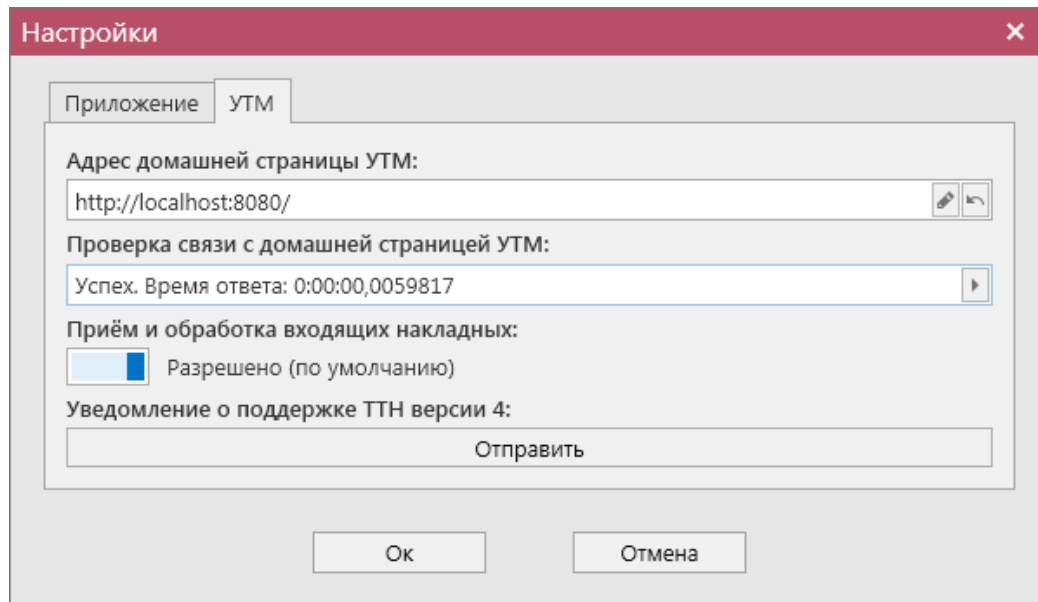 Настройки
Приложение УТМ
Адрес домашней страницы УТМ:
http://localhost:8080/
Проверка связи с домашней страницей УТМ:
Успех. Время ответа: 0:00:00,0059817
Приём и обработка входящих накладных:
Разрешено (по умолчанию)
Уведомление о поддержке ТТН версии 4:
Отправить
Ок Отмена